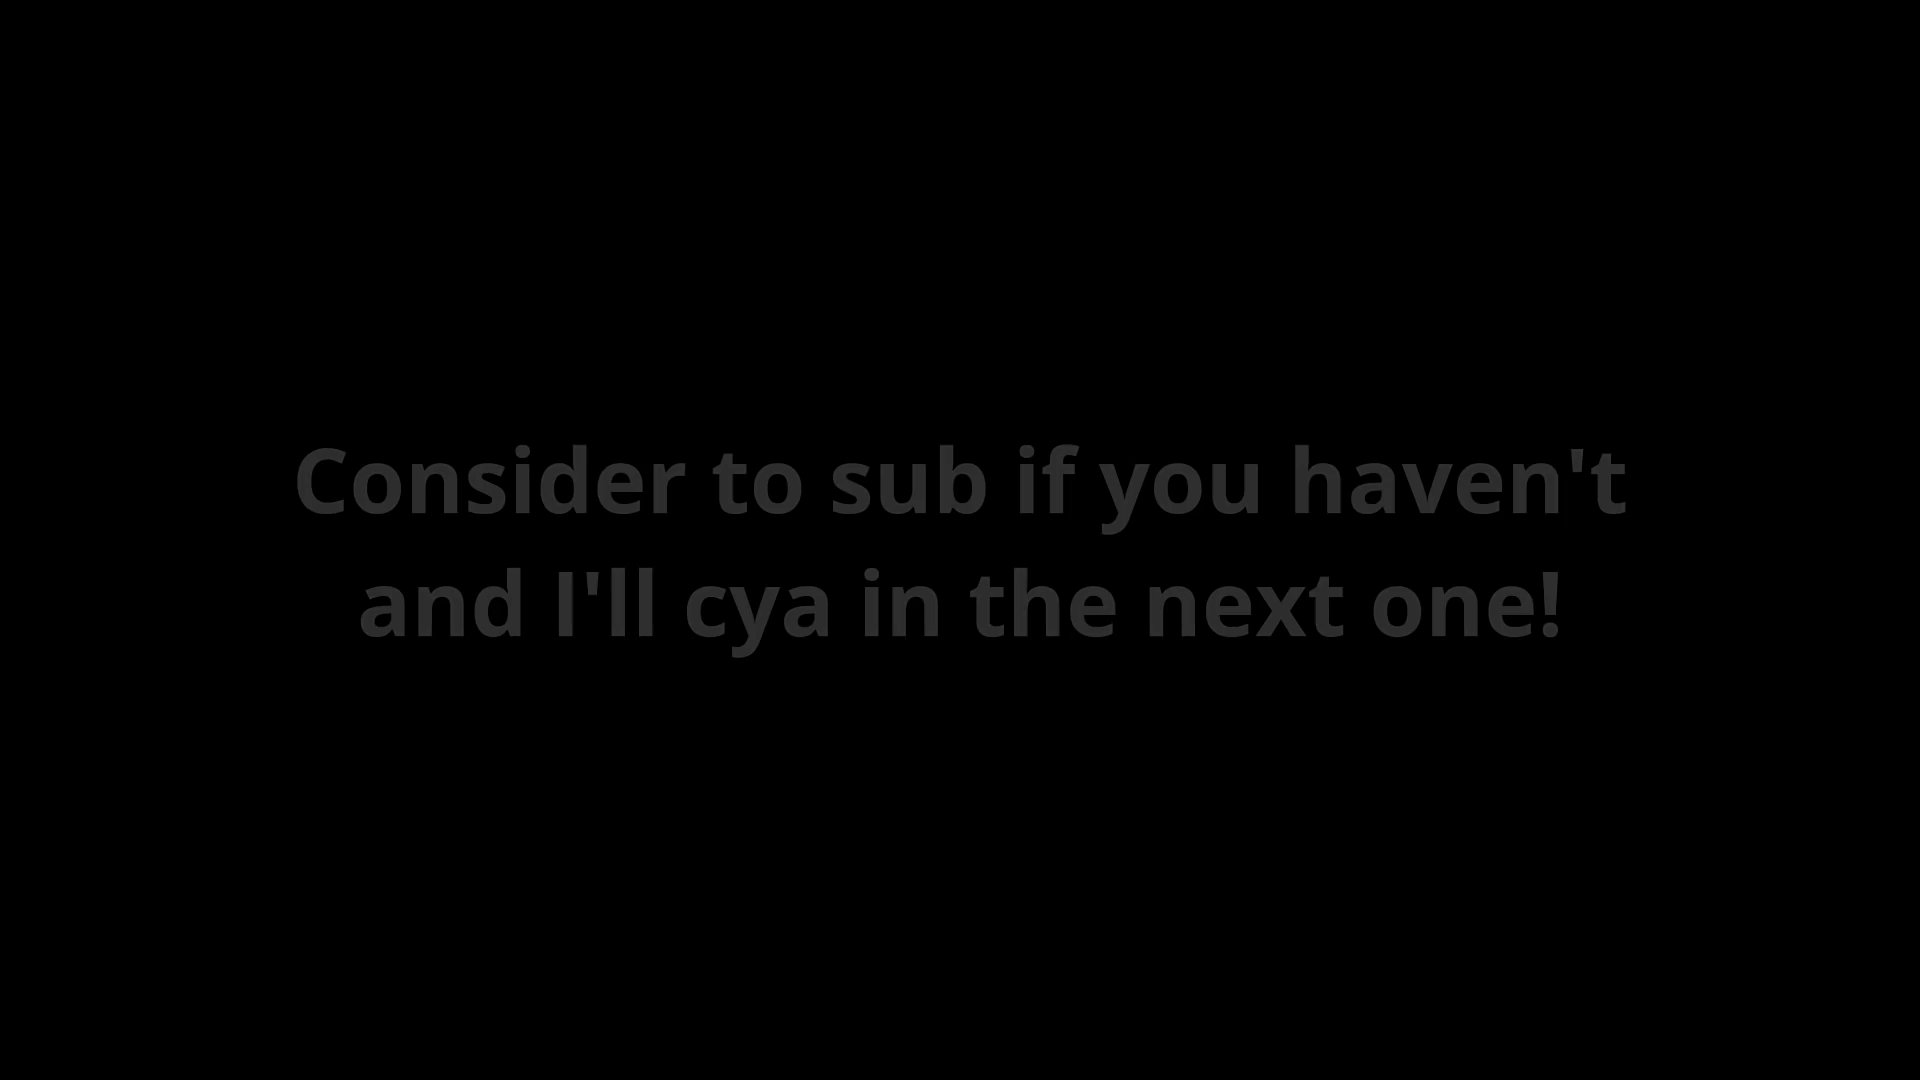 Consider to sub if you haven't
and I'll cya in the next one!